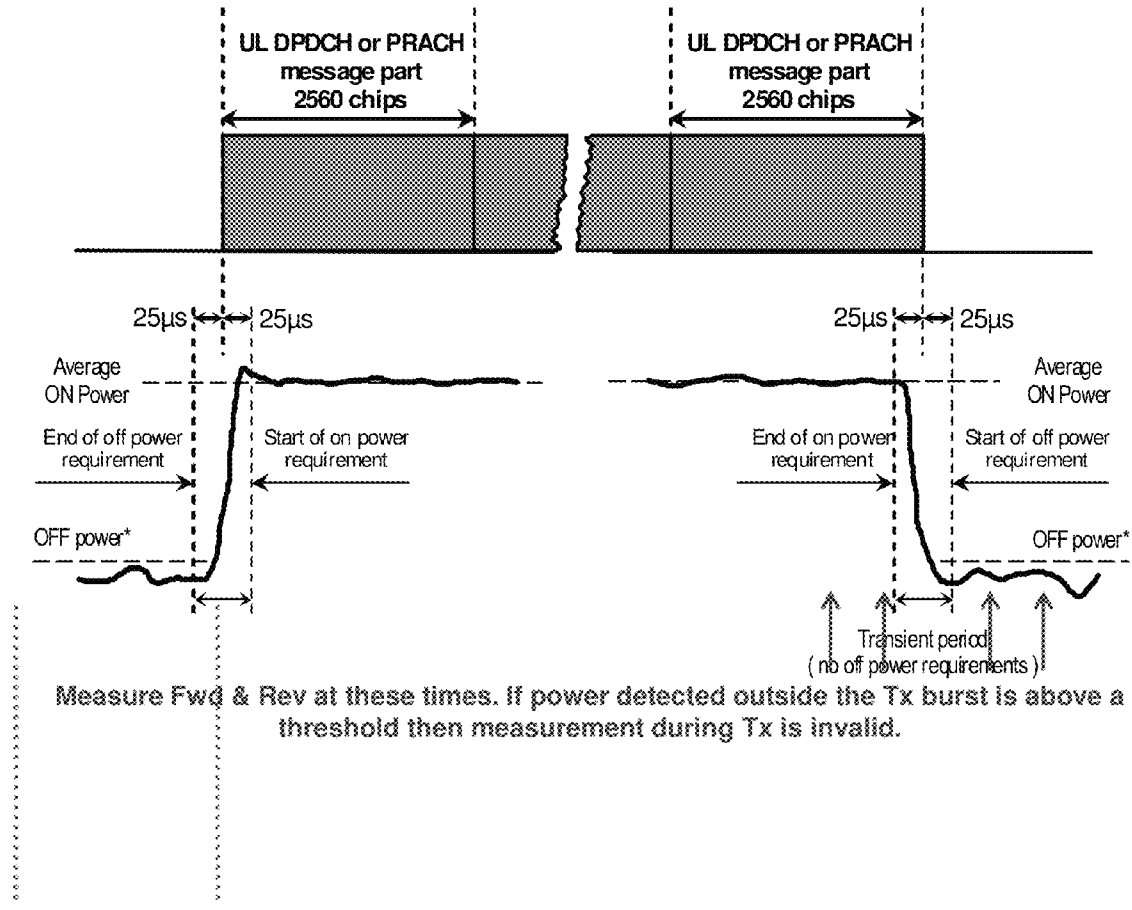 UL DPDCH or PRACH
message part
2560 chips
UL DPDCH or PRACH
message part
2560 chips
25µs
25µs
25µs
25µs
Average
ON Power
Average
ON Power
End of off power
requirement
Start of on power
requirement
End of on power
requirement
Start of off power
requirement
OFF power*
OFF power*
Transient period
( no off power requirements )
Measure Fwd & Rev at these times. If power detected outside the Tx burst is above a
threshold then measurement during Tx is invalid.